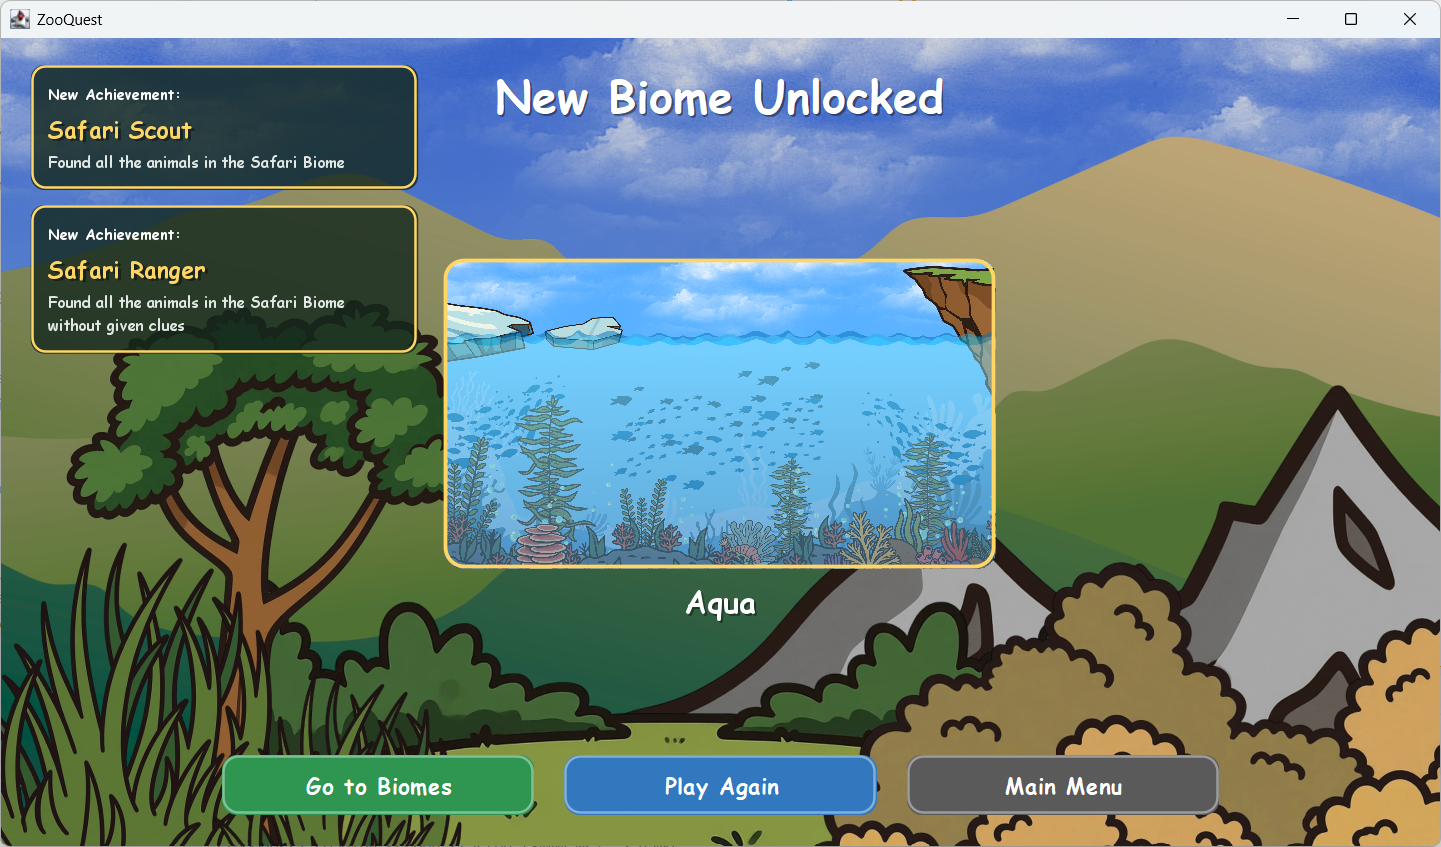 ZooQuest
New Achievement:
Safari Scout
Found all the animals in the Safari Biome
New Achievement:
Safari Ranger
Found all the animals in the Safari Biome
without given clues
New Biome Unlocked
Aqua
Go to Biomes
Play Again
Main Menu